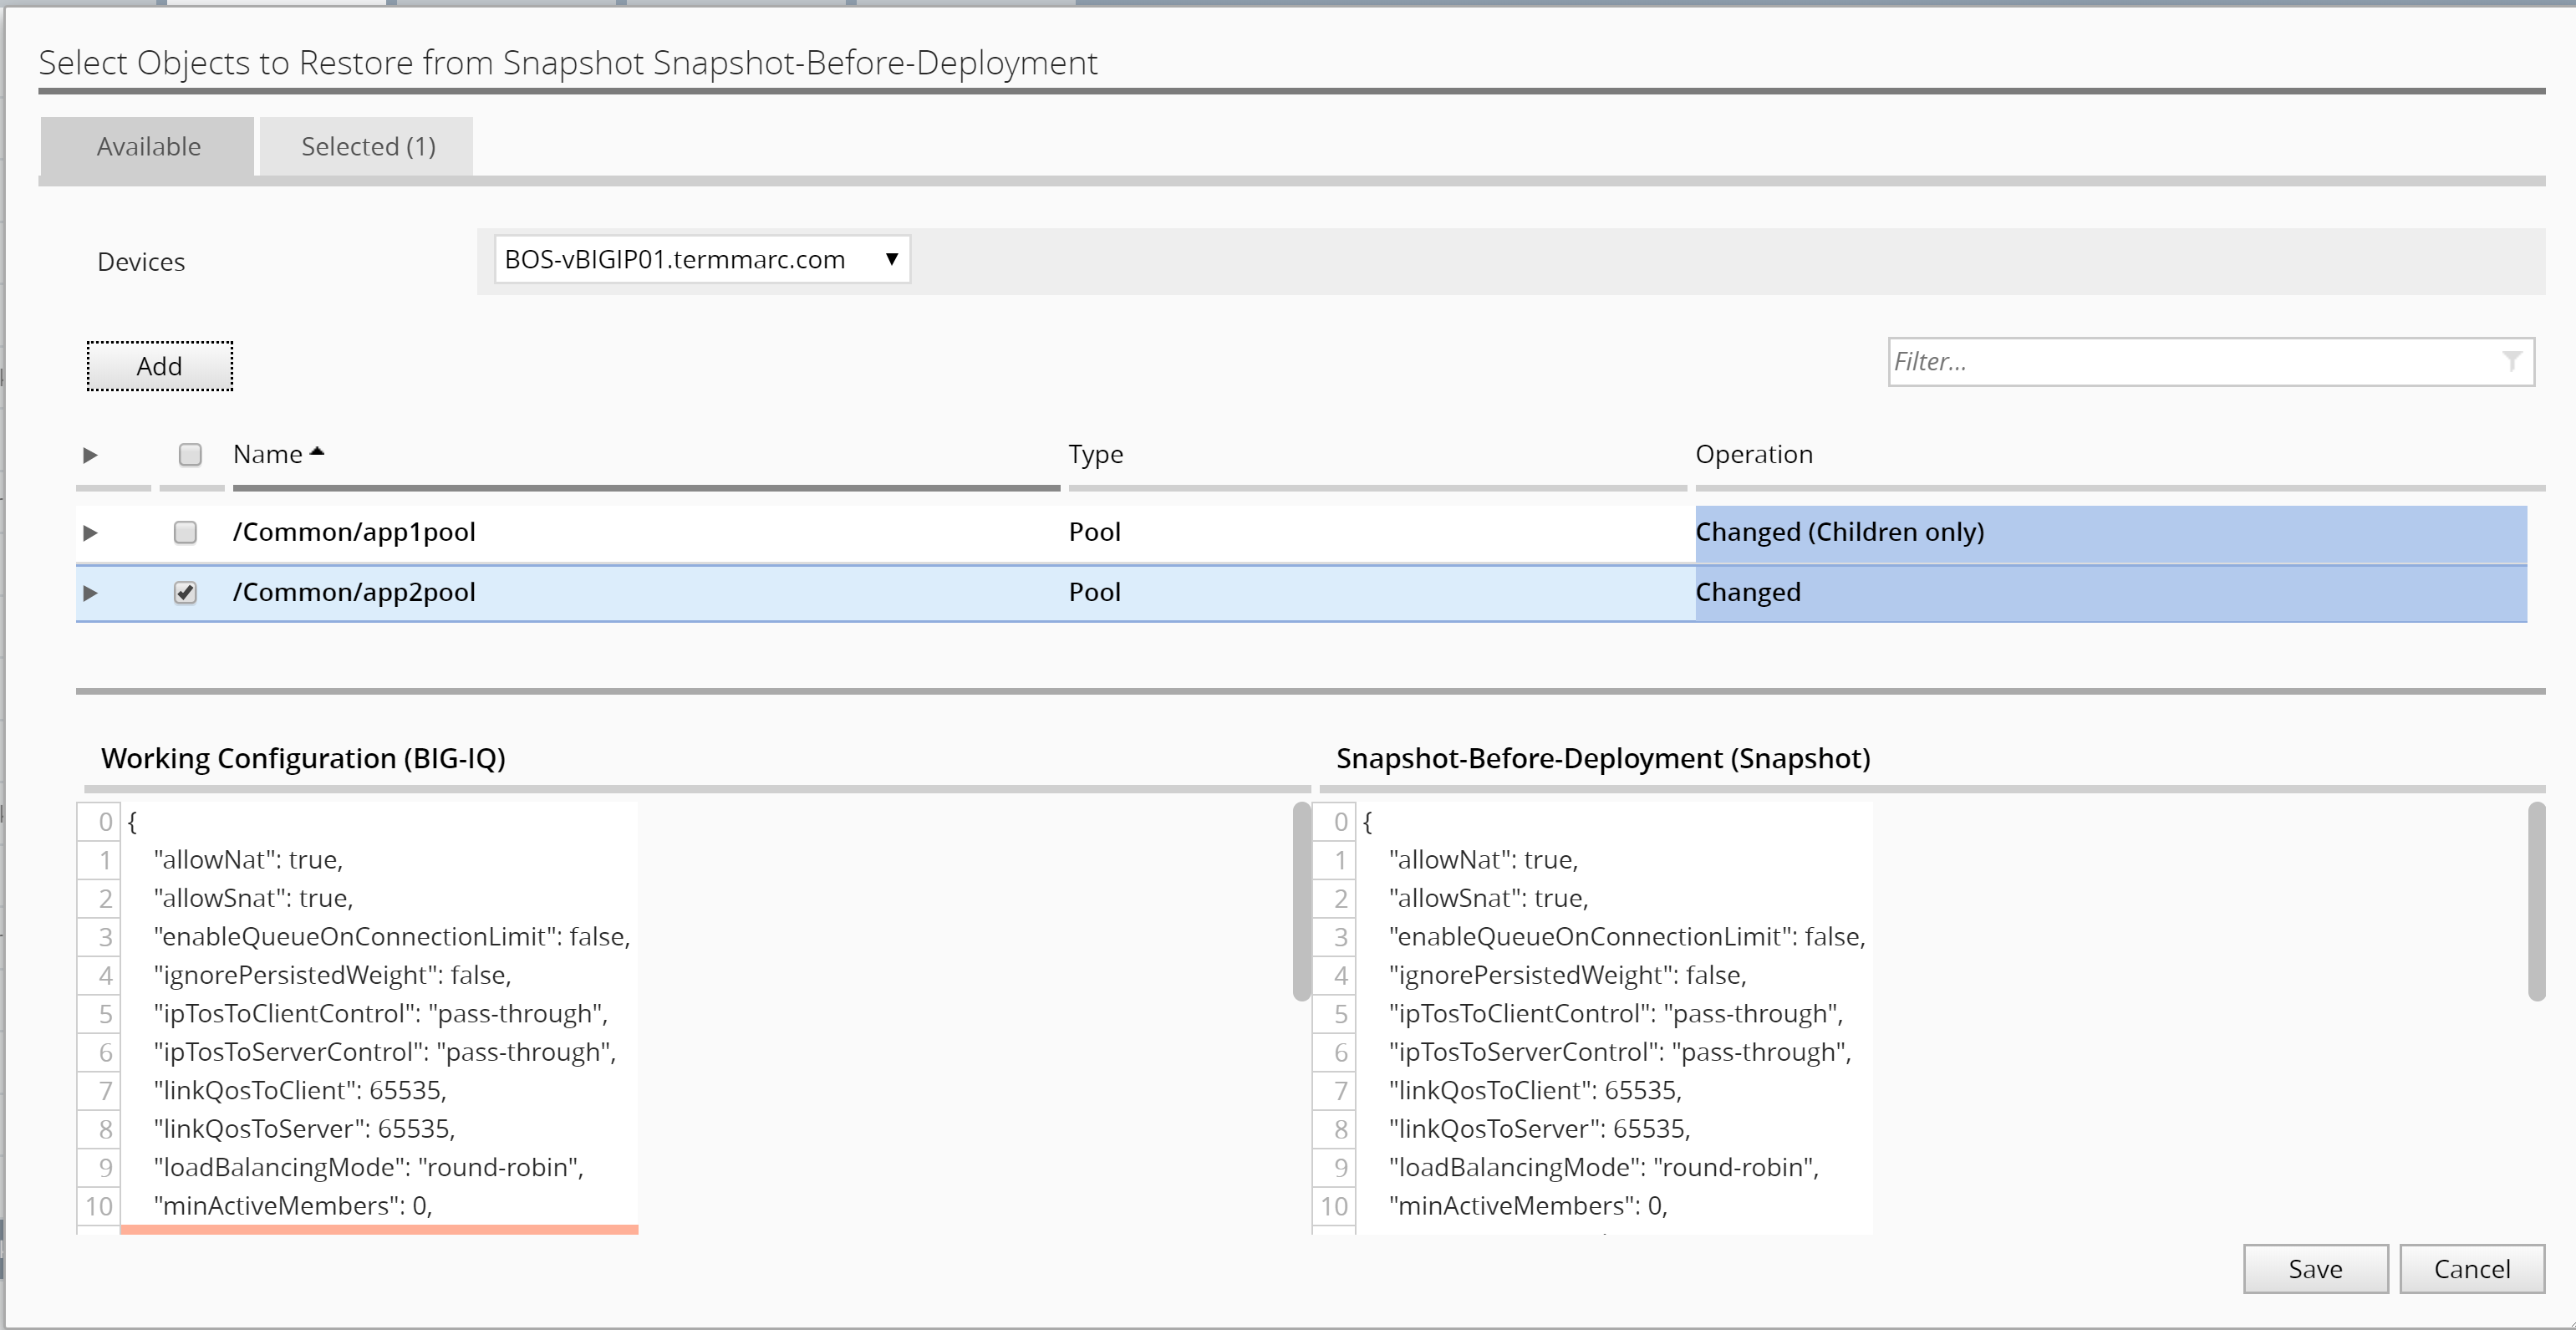 Select Objects to Restore from Snapshot Snapshot-Before-Deployment
Available
Selected (1)
Devices
BOS-vBIGIP01.termmarc.com
Add
Filter...
Name
Type
Operation
/Common/app1pool
Pool
Changed (Children only)
/Common/app2pool
Pool
Changed
Working Configuration (BIG-IQ)
0 {
1 "allowNat": true,
2 "allowSnat": true,
3 "enableQueueOnConnectionLimit": false,
4 "ignorePersistedWeight": false,
5 "ipTosToClientControl": "pass-through",
6 "ipTosToServerControl": "pass-through",
7 "linkQosToClient": 65535,
8 "linkQosToServer": 65535,
9 "loadBalancingMode": "round-robin",
10 "minActiveMembers": 0,
Snapshot-Before-Deployment (Snapshot)
0 {
1 "allowNat": true,
2 "allowSnat": true,
3 "enableQueueOnConnectionLimit": false,
4 "ignorePersistedWeight": false,
5 "ipTosToClientControl": "pass-through",
6 "ipTosToServerControl": "pass-through",
7 "linkQosToClient": 65535,
8 "linkQosToServer": 65535,
9 "loadBalancingMode": "round-robin",
10 "minActiveMembers": 0,
Save
Cancel